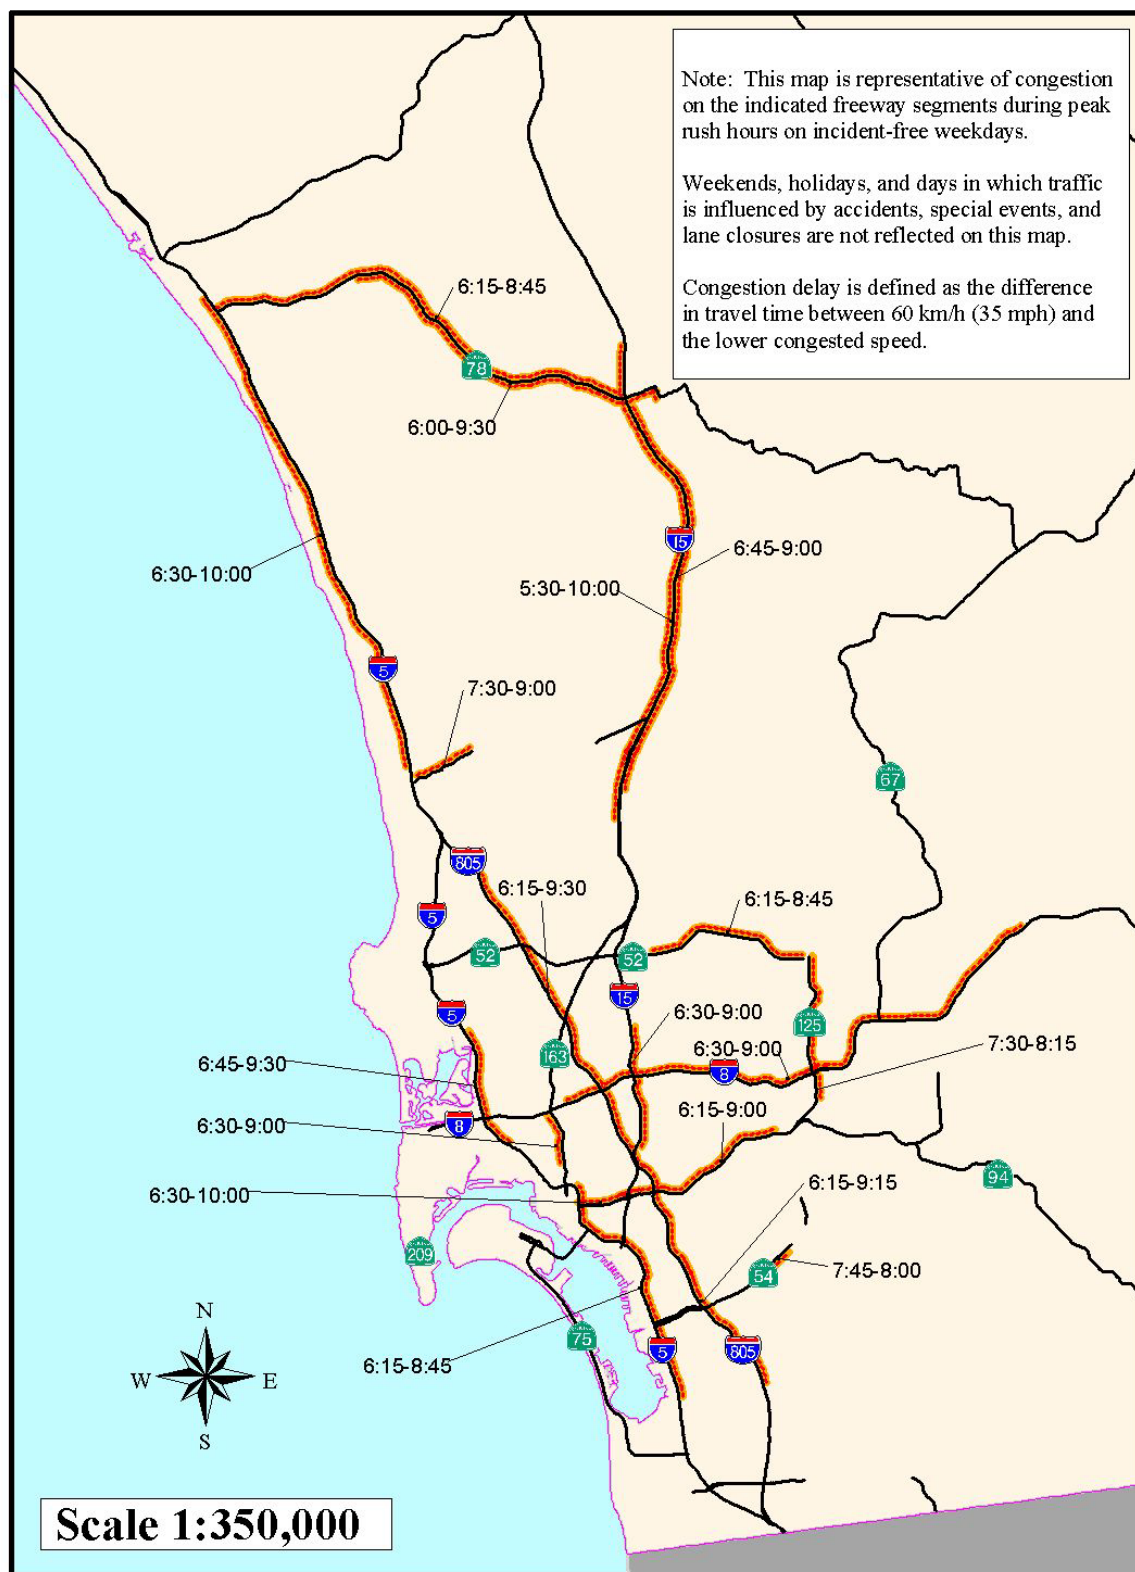 Note: This map is representative of congestion
on the indicated freeway segments during peak
rush hours on incident-free weekdays.
Weekends, holidays, and days in which traffic
is influenced by accidents, special events, and
lane closures are not reflected on this map.
Congestion delay is defined as the difference
in travel time between 60 km/h (35 mph) and
the lower congested speed.
6:15-8:45
78
6:00-9:30
15
6:45-9:00
6:30-10:00
5:30-10:00
5
7:30-9:00
67
805
6:15-9:30
6:15-8:45
5
52
52
15
5
6:30-9:00
125
163
6:30-9:00
7:30-8:15
6:45-9:30
8
6:15-9:00
6:30-9:00
8
94
6:30-10:00
6:15-9:15
209
54
7:45-8:00
N
75
5
805
6:15-8:45
W
E
S
Scale 1:350,000